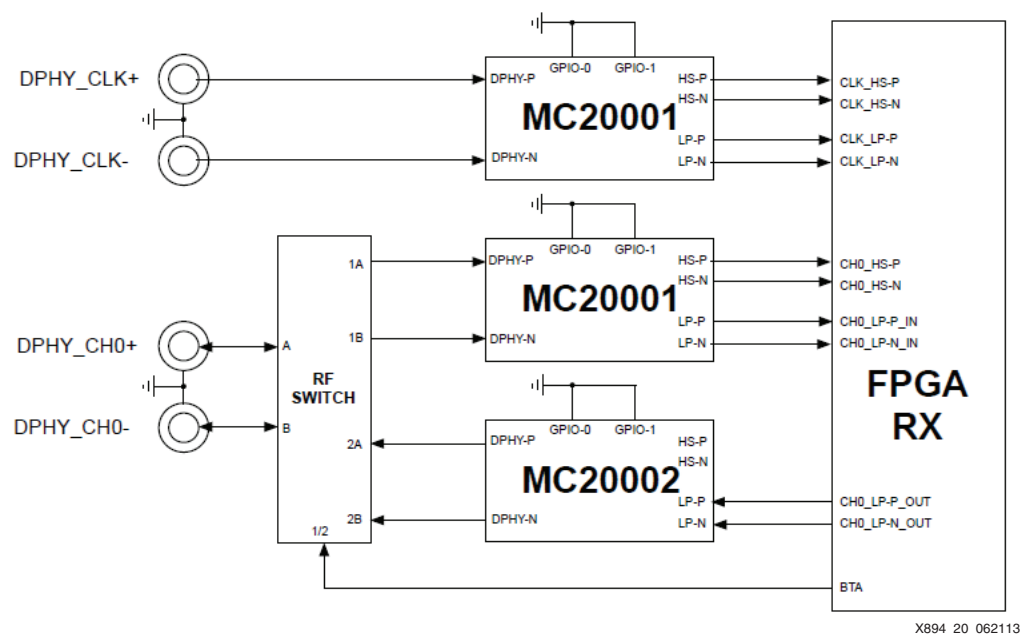 GPIO-0 GPIO-1
DPHY_CLK+
DPHY-P
HS-P
CLK_HS-P
HS-N
CLK_HS-N
MC20001
LP-P
CLK_LP-P
DPHY_CLK-
DPHY-N
LP-N
CLK_LP-N
GPIO-0 GPIO-1
1A
DPHY-P
HS-P
CH0_HS-P
HS-N
CH0_HS-N
MC20001
LP-P
CH0_LP-P_IN
1B
DPHY-N
LP-N
CH0_LP-N_IN
DPHY_CH0+
A
RF
SWITCH
FPGA
RX
DPHY_CH0-
B
GPIO-0 GPIO-1
2A
DPHY-P
HS-P
HS-N
MC20002
LP-P
CH0_LP-P_OUT
2B
DPHY-N
LP-N
CH0_LP-N_OUT
1/2
BTA
X894_20_062113